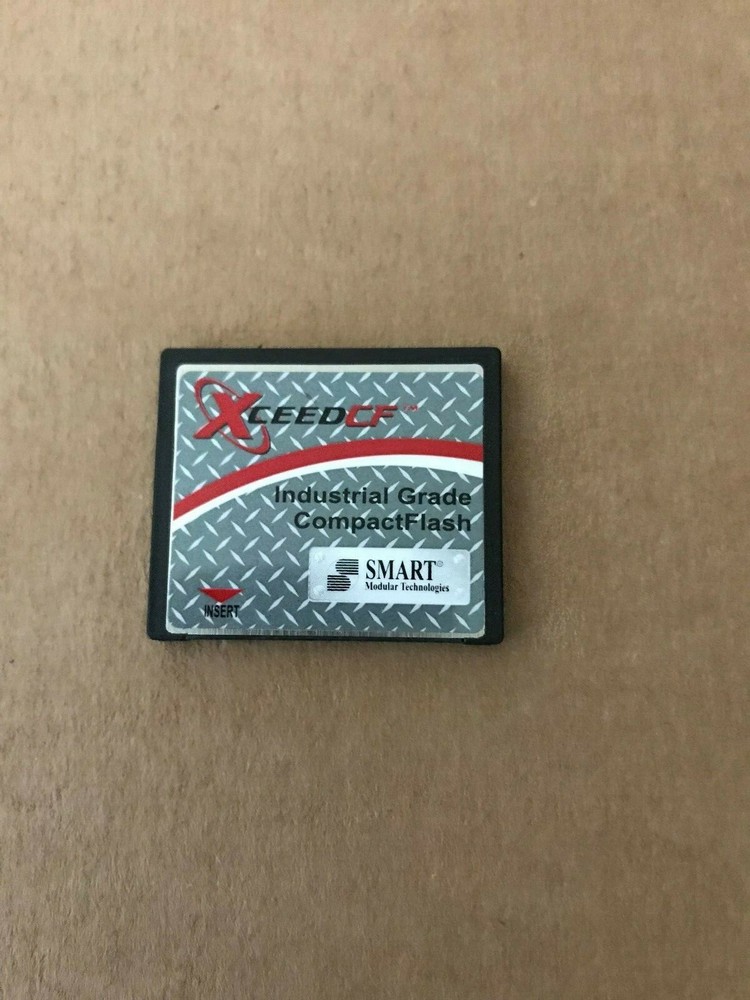 XCEEDCF™
Industrial Grade
CompactFlash
SMART®
Modular Technologies
INSERT